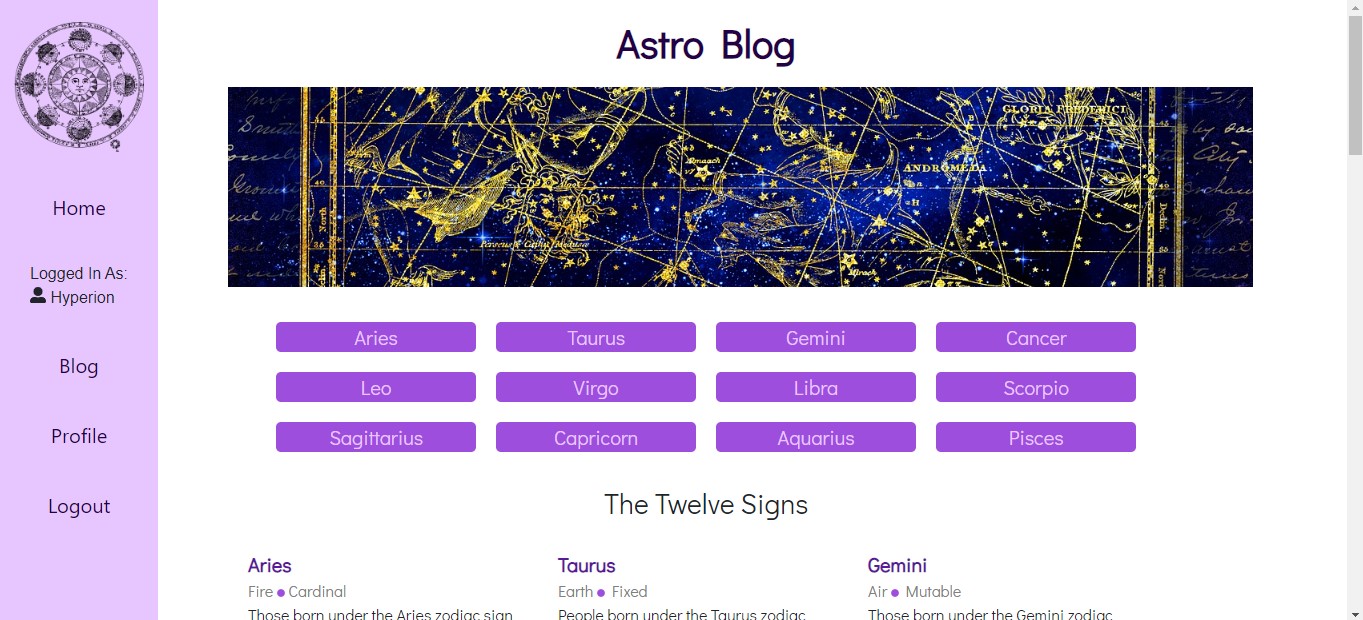 Astro Blog
GLORIA FREDERICI
ANDROMEDA.
Mirach
Home
Logged In As:
Hyperion
Blog
Profile
Logout
Aries
Taurus
Gemini
Cancer
Leo
Virgo
Libra
Scorpio
Sagittarius
Capricorn
Aquarius
Pisces
The Twelve Signs
Aries
Taurus
Gemini
Fire ● Cardinal
Earth ● Fixed
Air ● Mutable
Those born under the Aries zodiac sign
People born under the Taurus zodiac
Those born under the Gemini zodiac